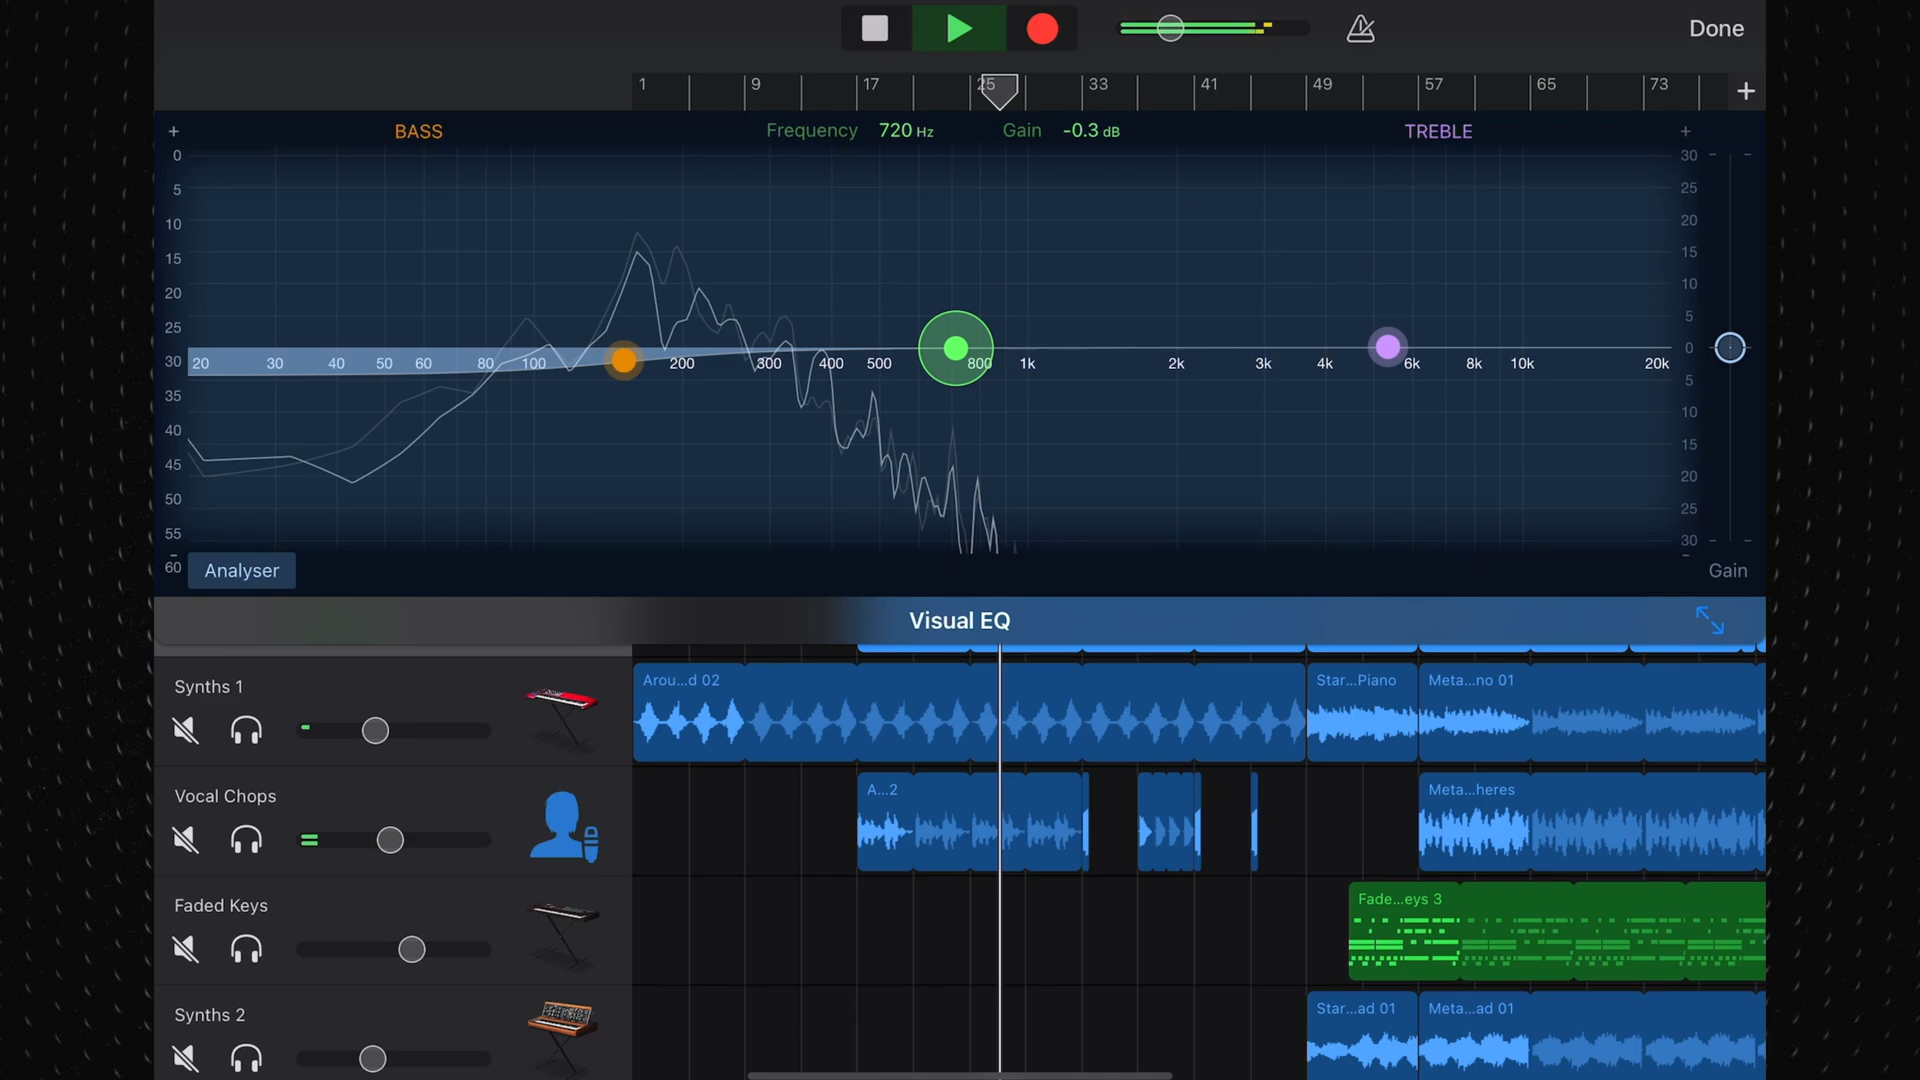 Done
1 9 17 25 33 41 49 57 65 73 +
+ BASS Frequency 720 Hz Gain -0.3 dB TREBLE +
0 30
5 25
10 20
15 15
20 10
25 5
30 20 30 40 50 60 80 100 200 300 400 500 800 1k 2k 3k 4k 6k 8k 10k 20k 0
35 5
40 10
45 15
50 20
55 25
30
60 Analyser Gain
Visual EQ
Synths 1 Arou...d 02 Star...Piano Meta...no 01
Vocal Chops A...2 Meta...heres
Faded Keys Fade...eys 3
Synths 2 Star...ad 01 Meta...ad 01